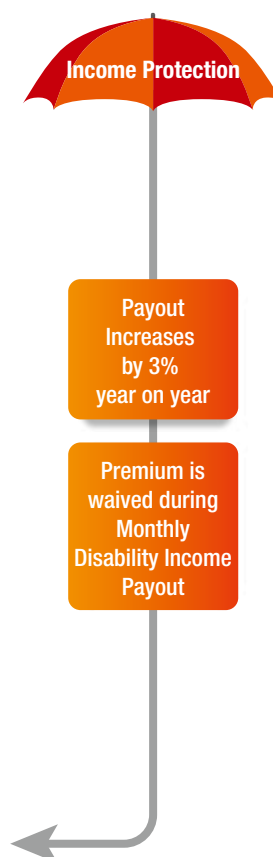 Income Protection
Payout
Increases
by 3%
year on year
Premium is
waived during
Monthly
Disability Income
Payout